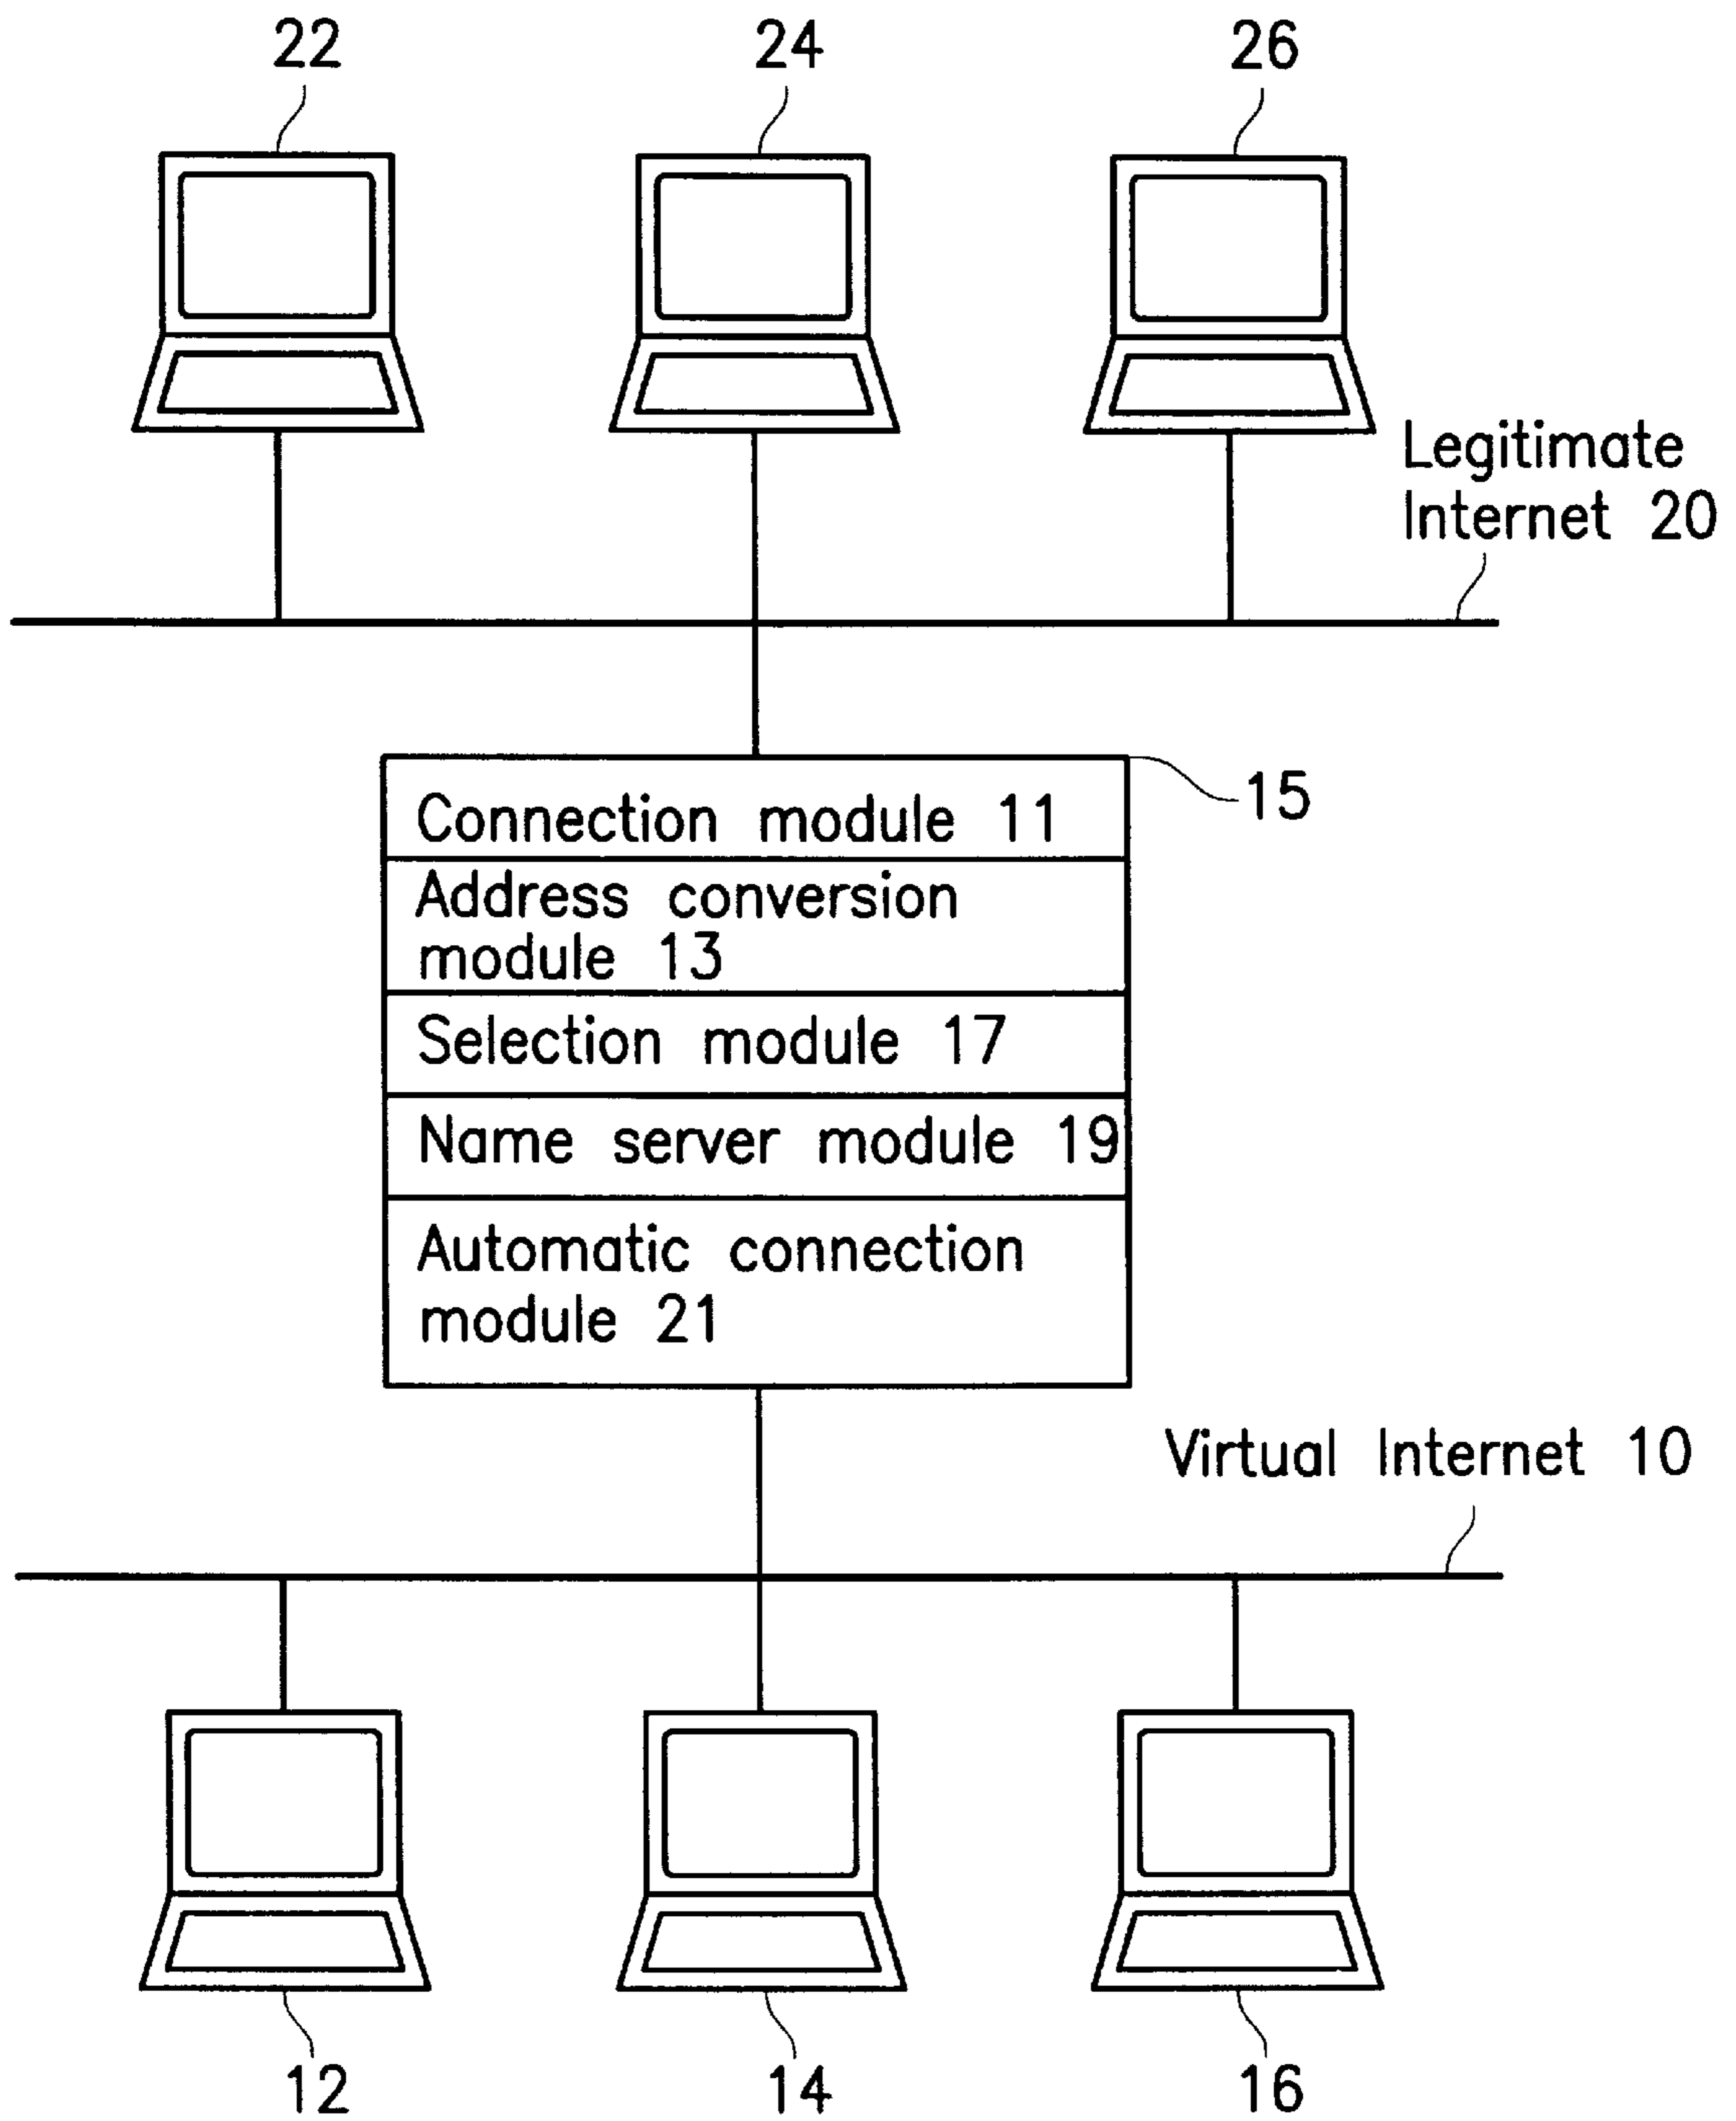 22
24
26
Legitimate
Internet 20
15
Connection module 11
Address conversion
module 13
Selection module 17
Name server module 19
Automatic connection
module 21
Virtual Internet 10
12
14
16